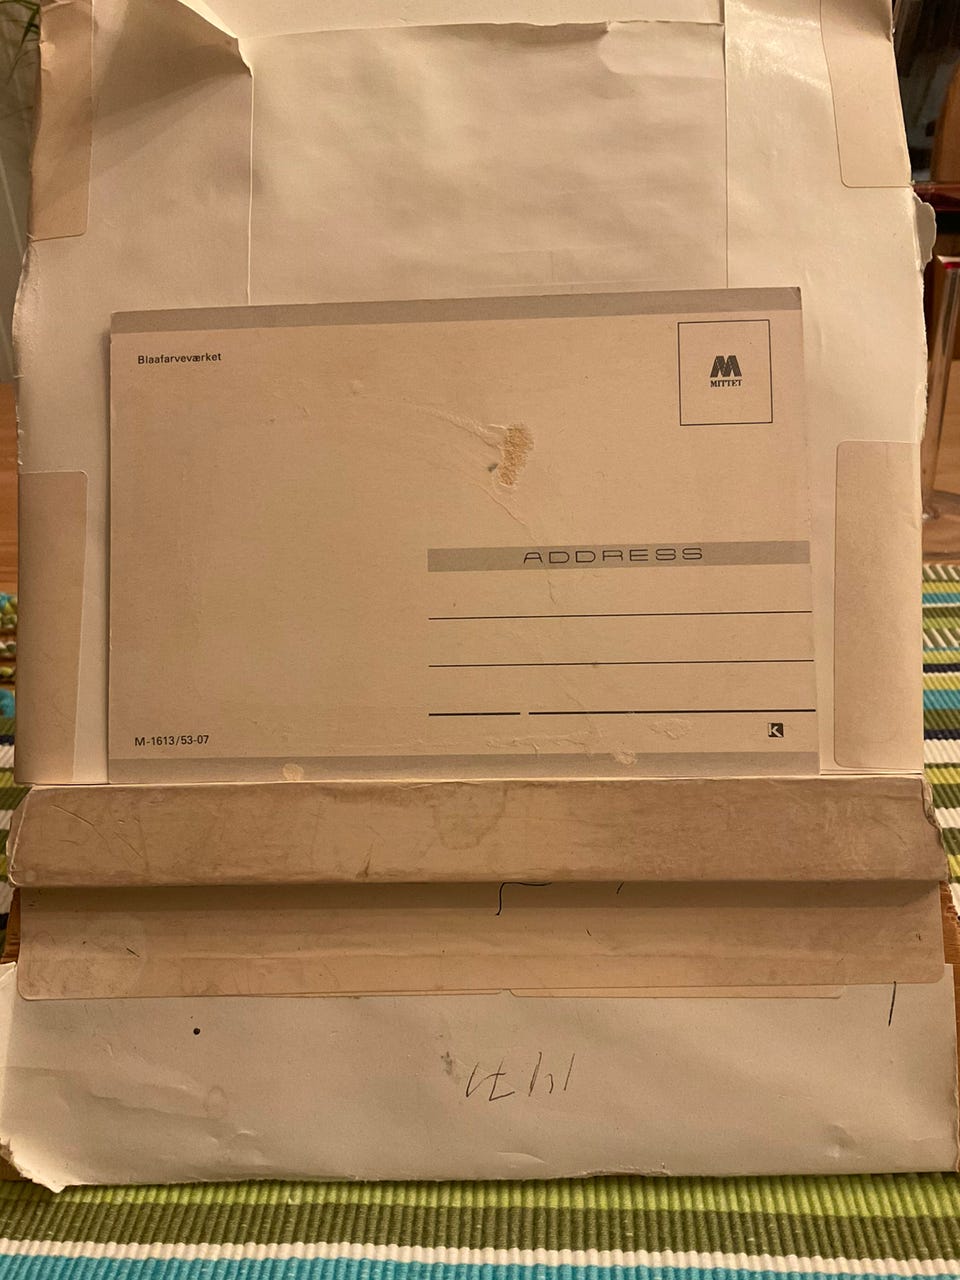 Blaafarveværket
M
MITTET
ADDRESS
M-1613/53-07
K